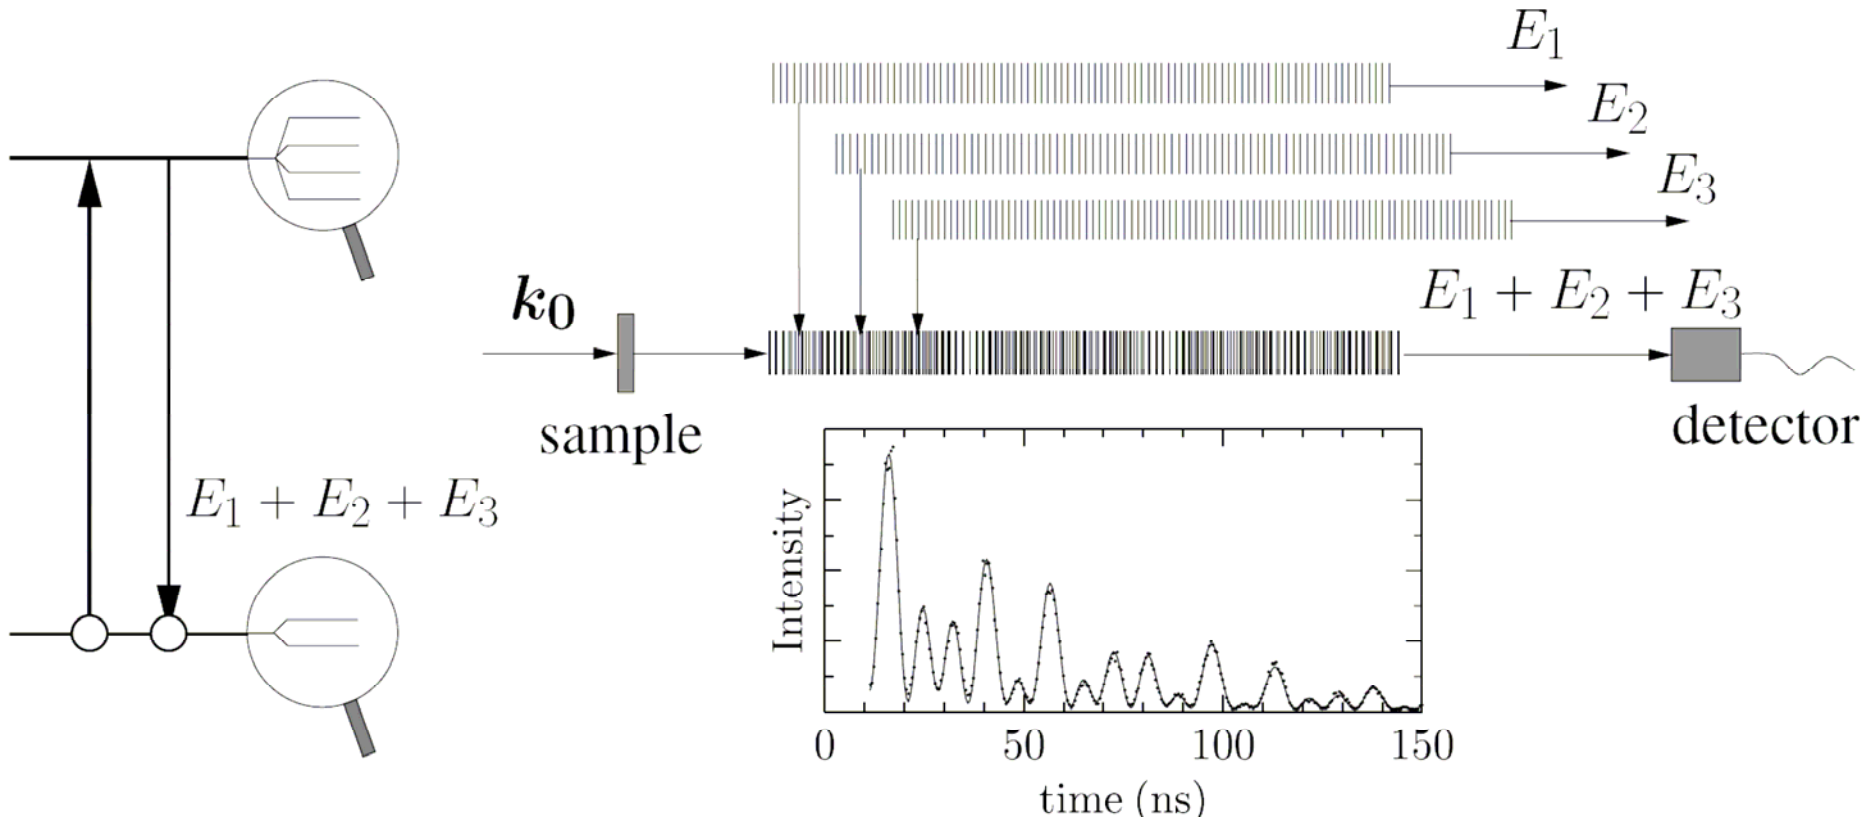 E₁
E₂
E₃
k₀
E₁ + E₂ + E₃
sample
detector
E₁ + E₂ + E₃
Intensity
0 50 100 150
time (ns)